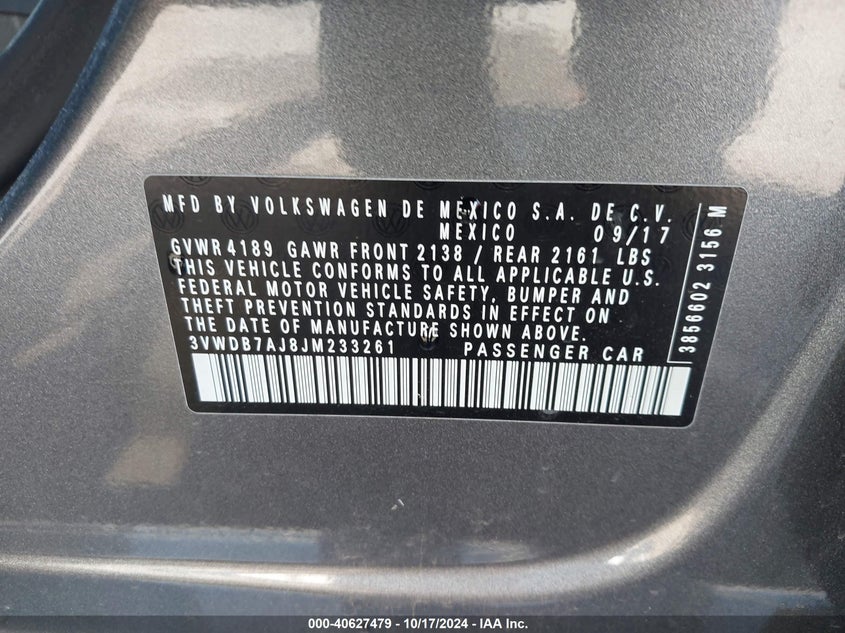 MFD BY VOLKSWAGEN DE MEXICO S.A. DE C.V.
MEXICO 09/17
GVWR 4189 GAWR FRONT 2138 / REAR 2161 LBS
THIS VEHICLE CONFORMS TO ALL APPLICABLE U.S.
FEDERAL MOTOR VEHICLE SAFETY, BUMPER AND
THEFT PREVENTION STANDARDS IN EFFECT ON
THE DATE OF MANUFACTURE SHOWN ABOVE.
3VWDB7AJ8JM233261 PASSENGER CAR
3856602 3156 M
000-40627479 - 10/17/2024 - IAA Inc.